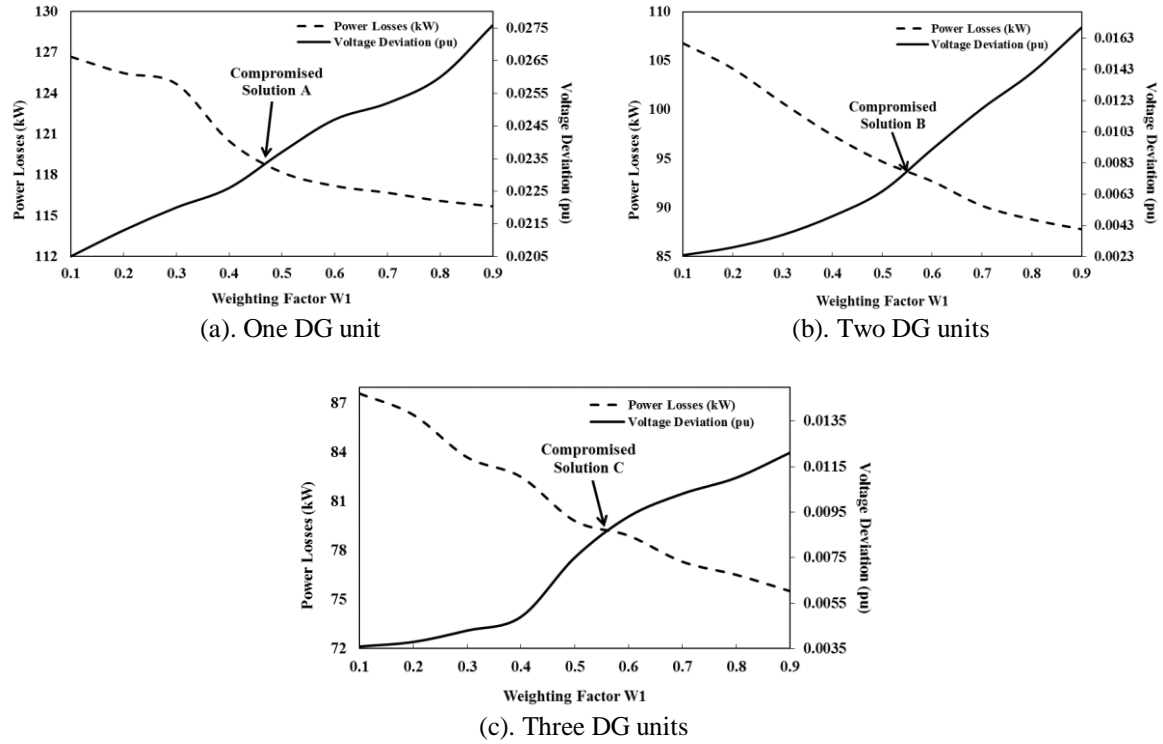 130
127
124
121
118
115
112
Power Losses (kW)
Power Losses (kW)
Voltage Deviation (pu)
Compromised
Solution A
0.0275
0.0265
0.0255
0.0245
0.0235
0.0225
0.0215
0.0205
Voltage Deviation
(pu)
0.1 0.2 0.3 0.4 0.5 0.6 0.7 0.8 0.9
Weighting Factor W1
(a). One DG unit
110
105
100
95
90
85
Power Losses (kW)
Power Losses (kW)
Voltage Deviation (pu)
Compromised
Solution B
0.0163
0.0143
0.0123
0.0103
0.0083
0.0063
0.0043
0.0023
Voltage Deviation
(pu)
0.1 0.2 0.3 0.4 0.5 0.6 0.7 0.8 0.9
Weighting Factor W1
(b). Two DG units
87
84
81
78
75
72
Power Losses (kW)
Power Losses (kW)
Voltage Deviation (pu)
Compromised
Solution C
0.0135
0.0115
0.0095
0.0075
0.0055
0.0035
Voltage Deviation
(pu)
0.1 0.2 0.3 0.4 0.5 0.6 0.7 0.8 0.9
Weighting Factor W1
(c). Three DG units